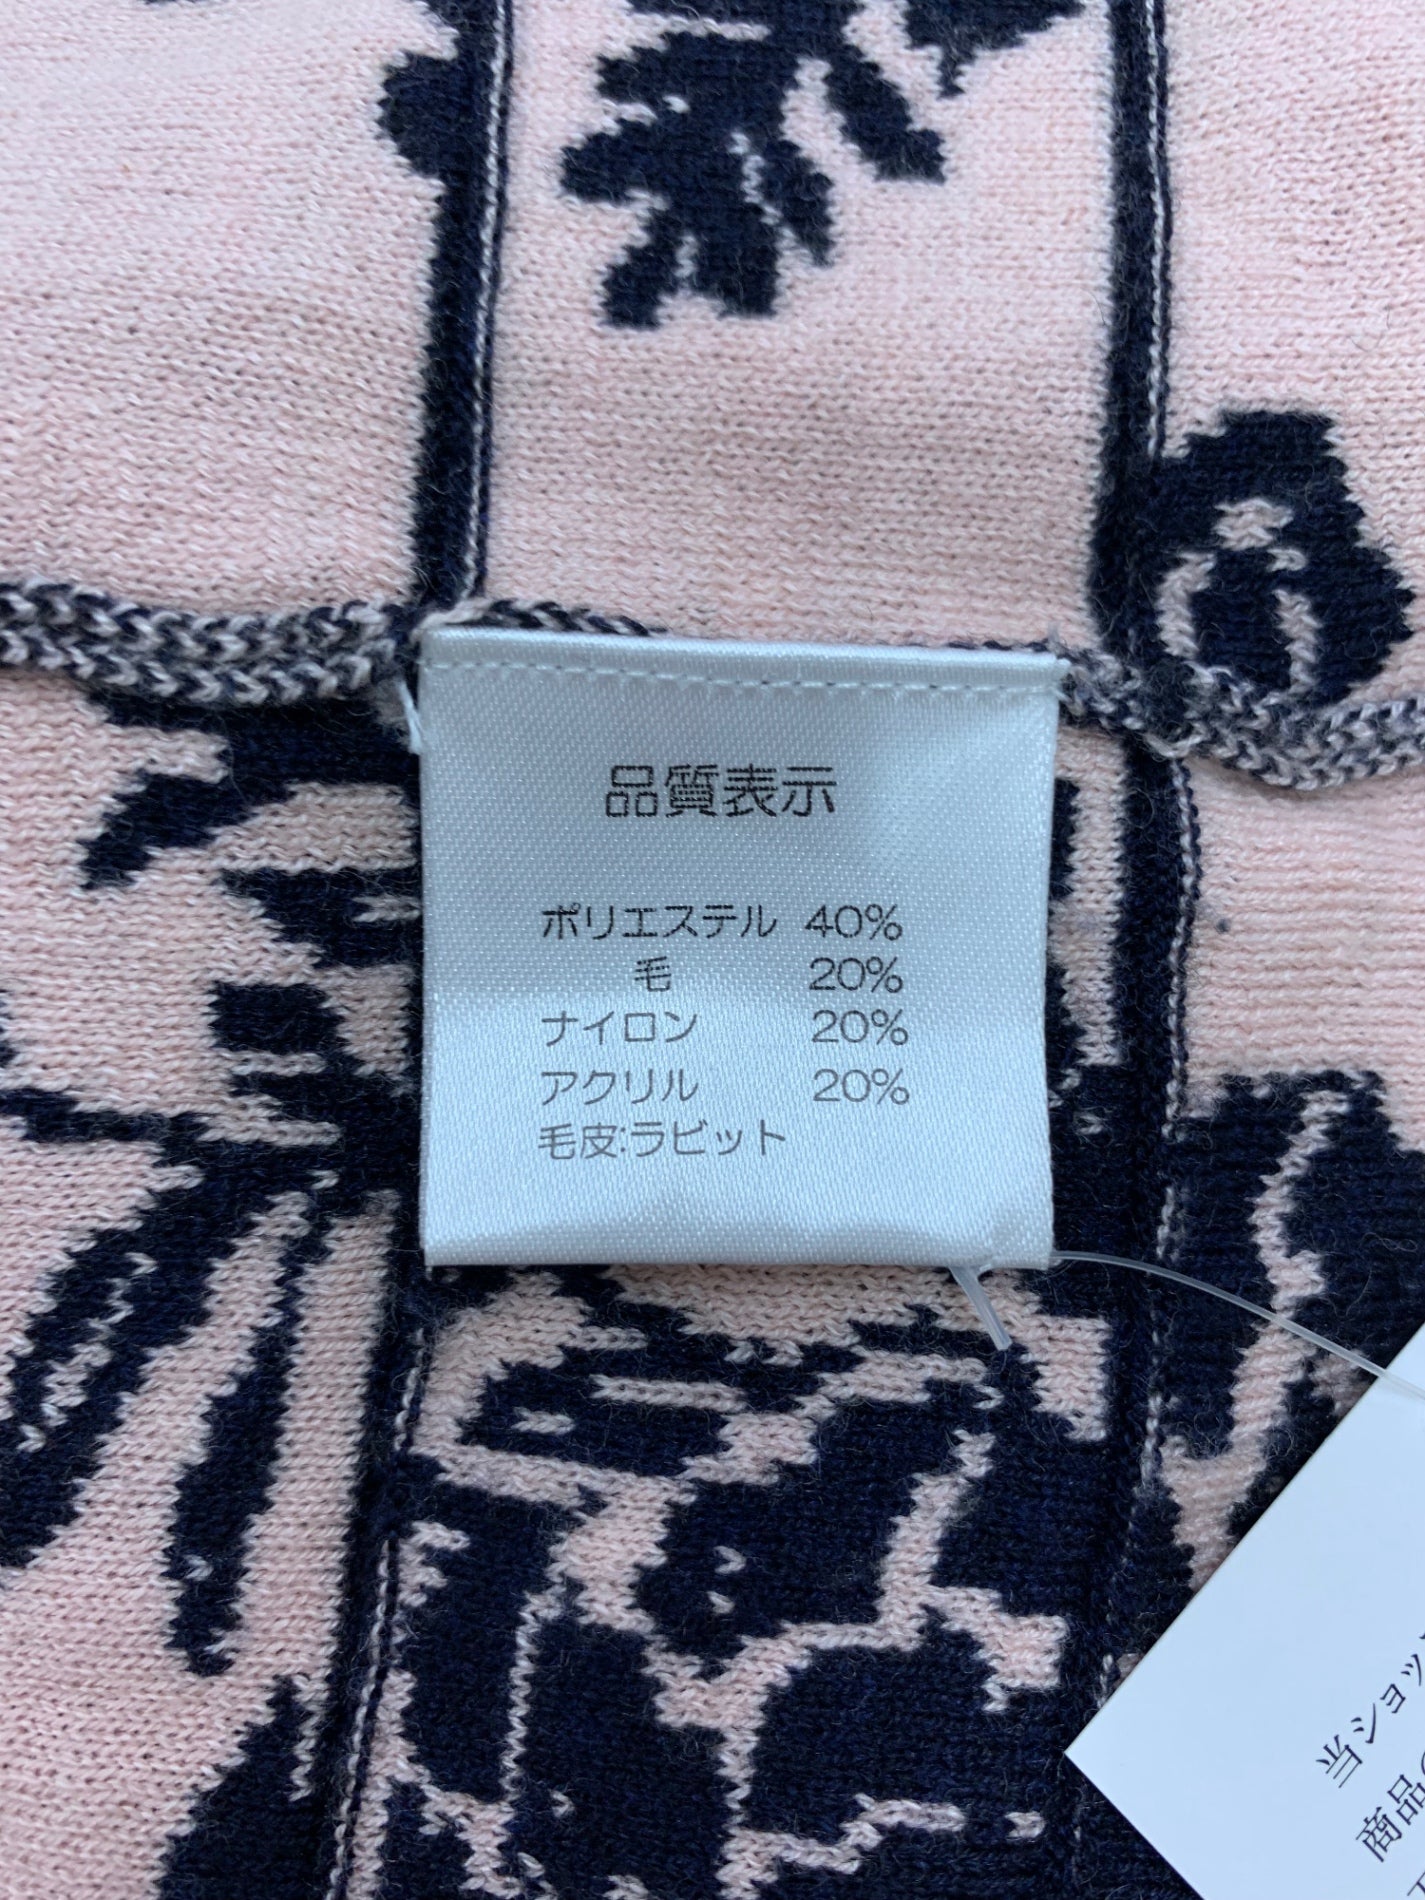 品質表示
ポリエステル 40%
毛 20%
ナイロン 20%
アクリル 20%
毛皮:ラビット
当ショッ
商品